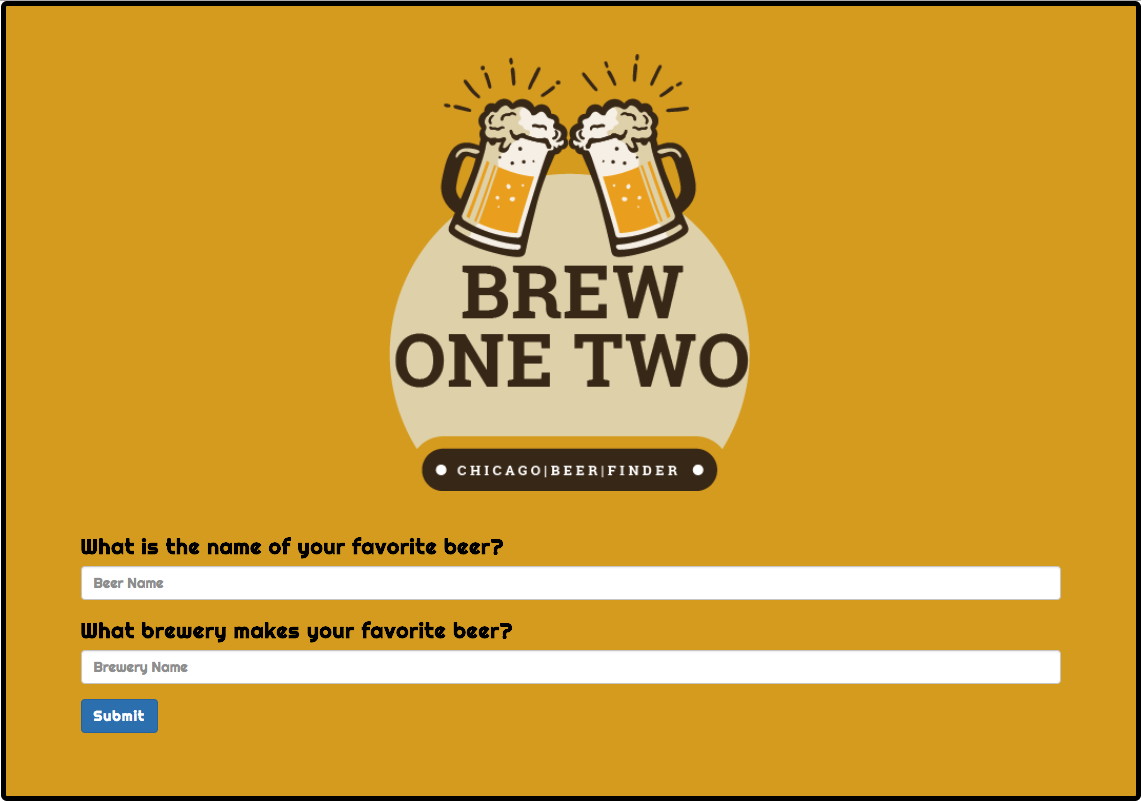 BREW
ONE TWO
CHICAGO|BEER|FINDER
What is the name of your favorite beer?
Beer Name
What brewery makes your favorite beer?
Brewery Name
Submit